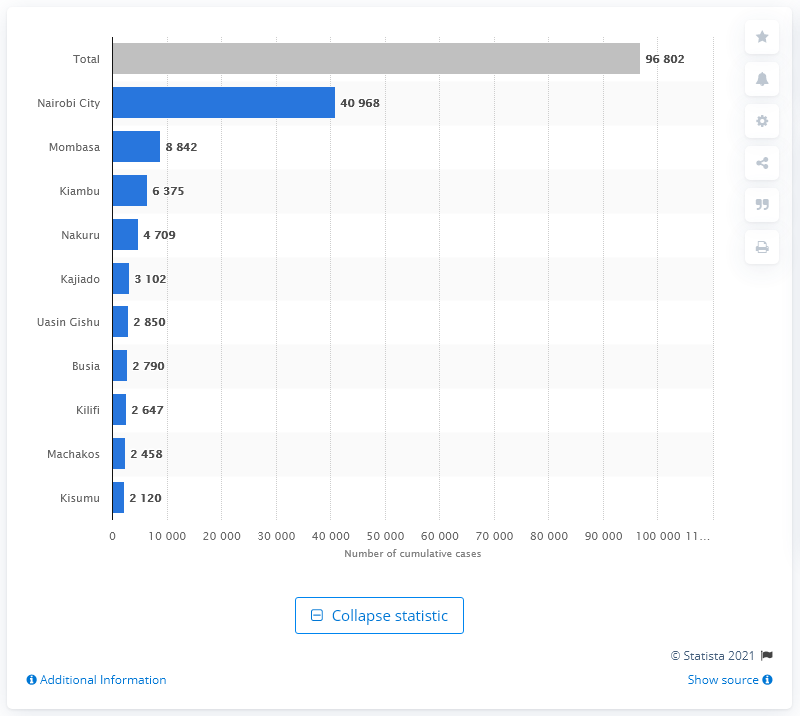 Total 96 802
Nairobi City 40 968
Mombasa 8 842
Kiambu 6 375
Nakuru 4 709
Kajiado 3 102
Uasin Gishu 2 850
Busia 2 790
Kilifi 2 647
Machakos 2 458
Kisumu 2 120
0 10 000 20 000 30 000 40 000 50 000 60 000 70 000 80 000 90 000 100 000 11…
Number of cumulative cases
Collapse statistic
© Statista 2021
Additional Information Show source